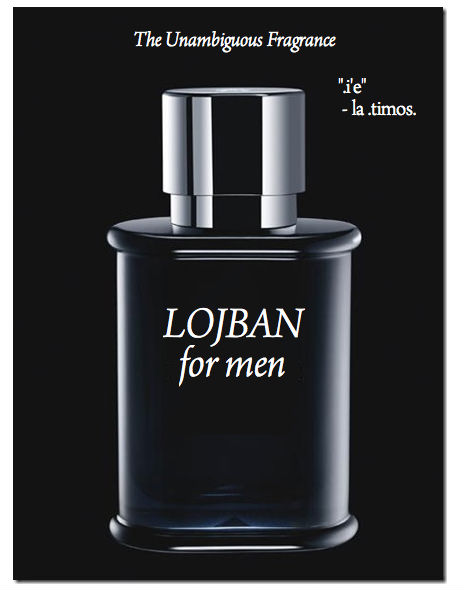 The Unambiguous Fragrance
".i'e"
- la .timos.
LOJBAN
for men